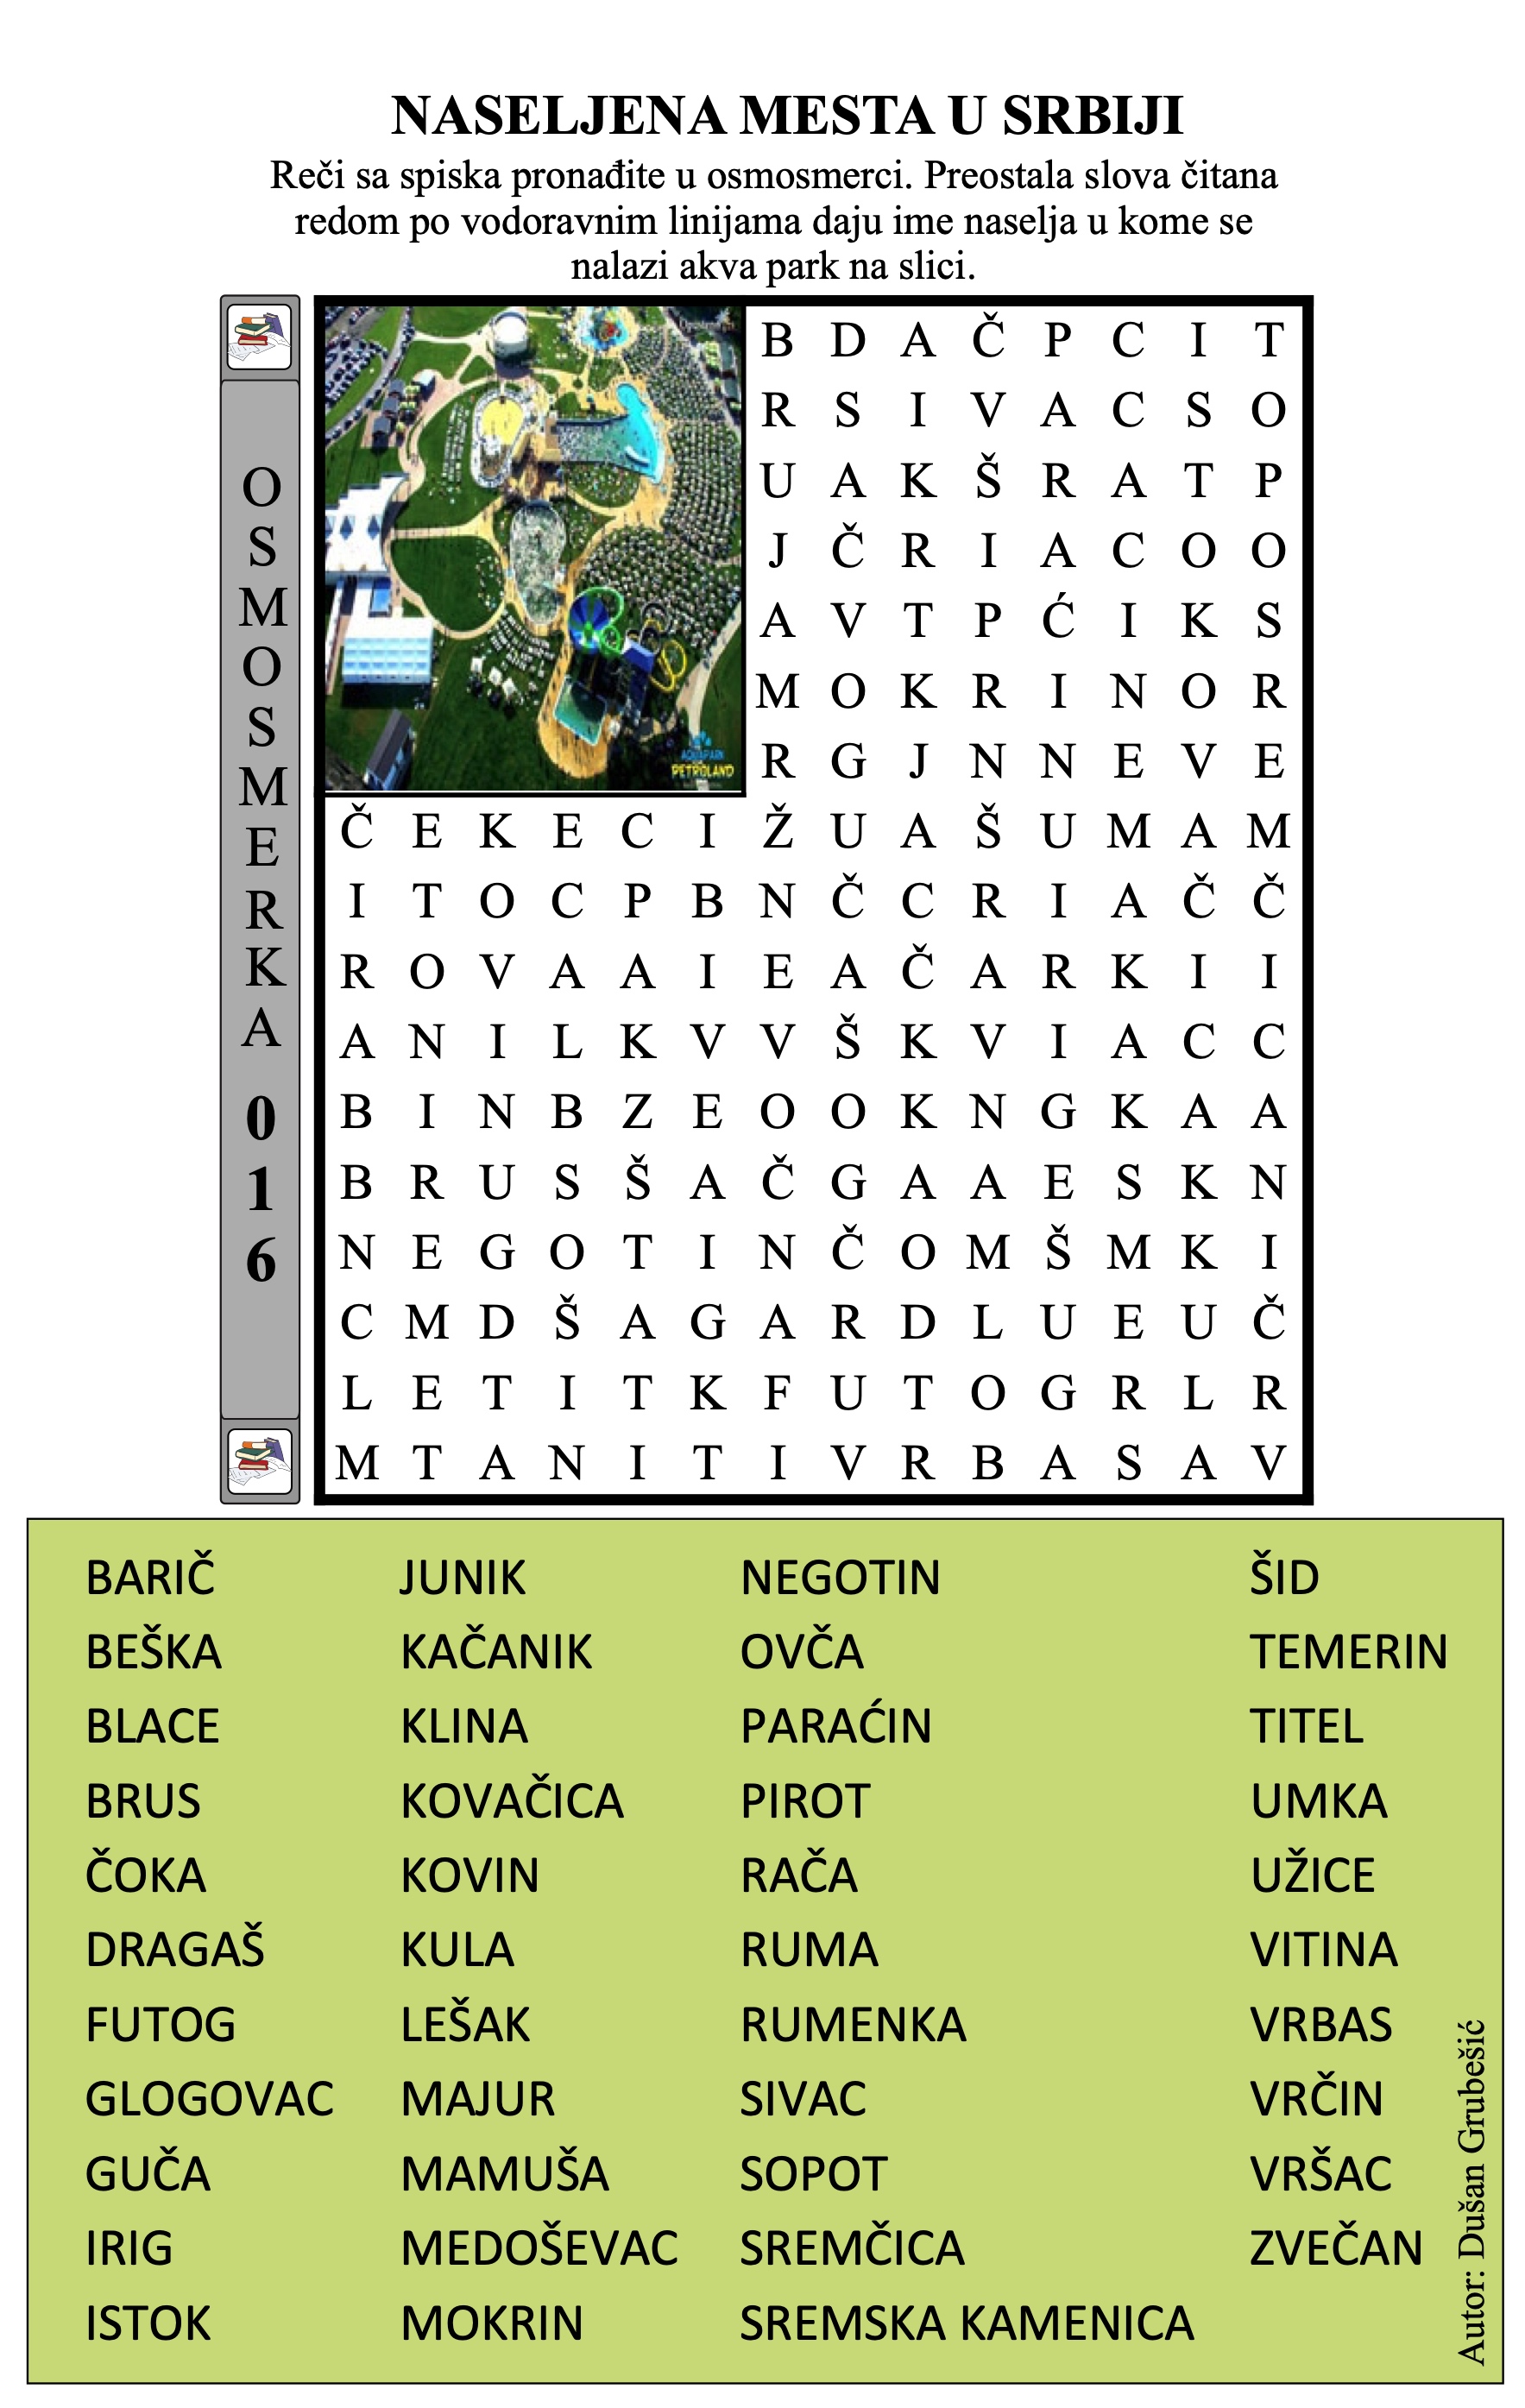 NASELJENA MESTA U SRBIJI
Reči sa spiska pronađite u osmosmerci. Preostala slova čitana
redom po vodoravnim linijama daju ime naselja u kome se
nalazi akva park na slici.
OSMOSMERKA 016
AQUAPARK
PETROLAND
B D A Č P C I T
R S I V A C S O
U A K Š R A T P
J Č R I A C O O
A V T P Ć I K S
M O K R I N O R
R G J N N E V E
Č E K E C I Ž U A Š U M A M
I T O C P B N Č C R I A Č Č
R O V A A I E A Č A R K I I
A N I L K V V Š K V I A C C
B I N B Z E O O K N G K A A
B R U S Š A Č G A A E S K N
N E G O T I N Č O M Š M K I
C M D Š A G A R D L U E U Č
L E T I T K F U T O G R L R
M T A N I T I V R B A S A V
BARIČ
BEŠKA
BLACE
BRUS
ČOKA
DRAGAŠ
FUTOG
GLOGOVAC
GUČA
IRIG
ISTOK
JUNIK
KAČANIK
KLINA
KOVAČICA
KOVIN
KULA
LEŠAK
MAJUR
MAMUŠA
MEDOŠEVAC
MOKRIN
NEGOTIN
OVČA
PARAĆIN
PIROT
RAČA
RUMA
RUMENKA
SIVAC
SOPOT
SREMČICA
SREMSKA KAMENICA
ŠID
TEMERIN
TITEL
UMKA
UŽICE
VITINA
VRBAS
VRČIN
VRŠAC
ZVEČAN
Autor: Dušan Grubešić